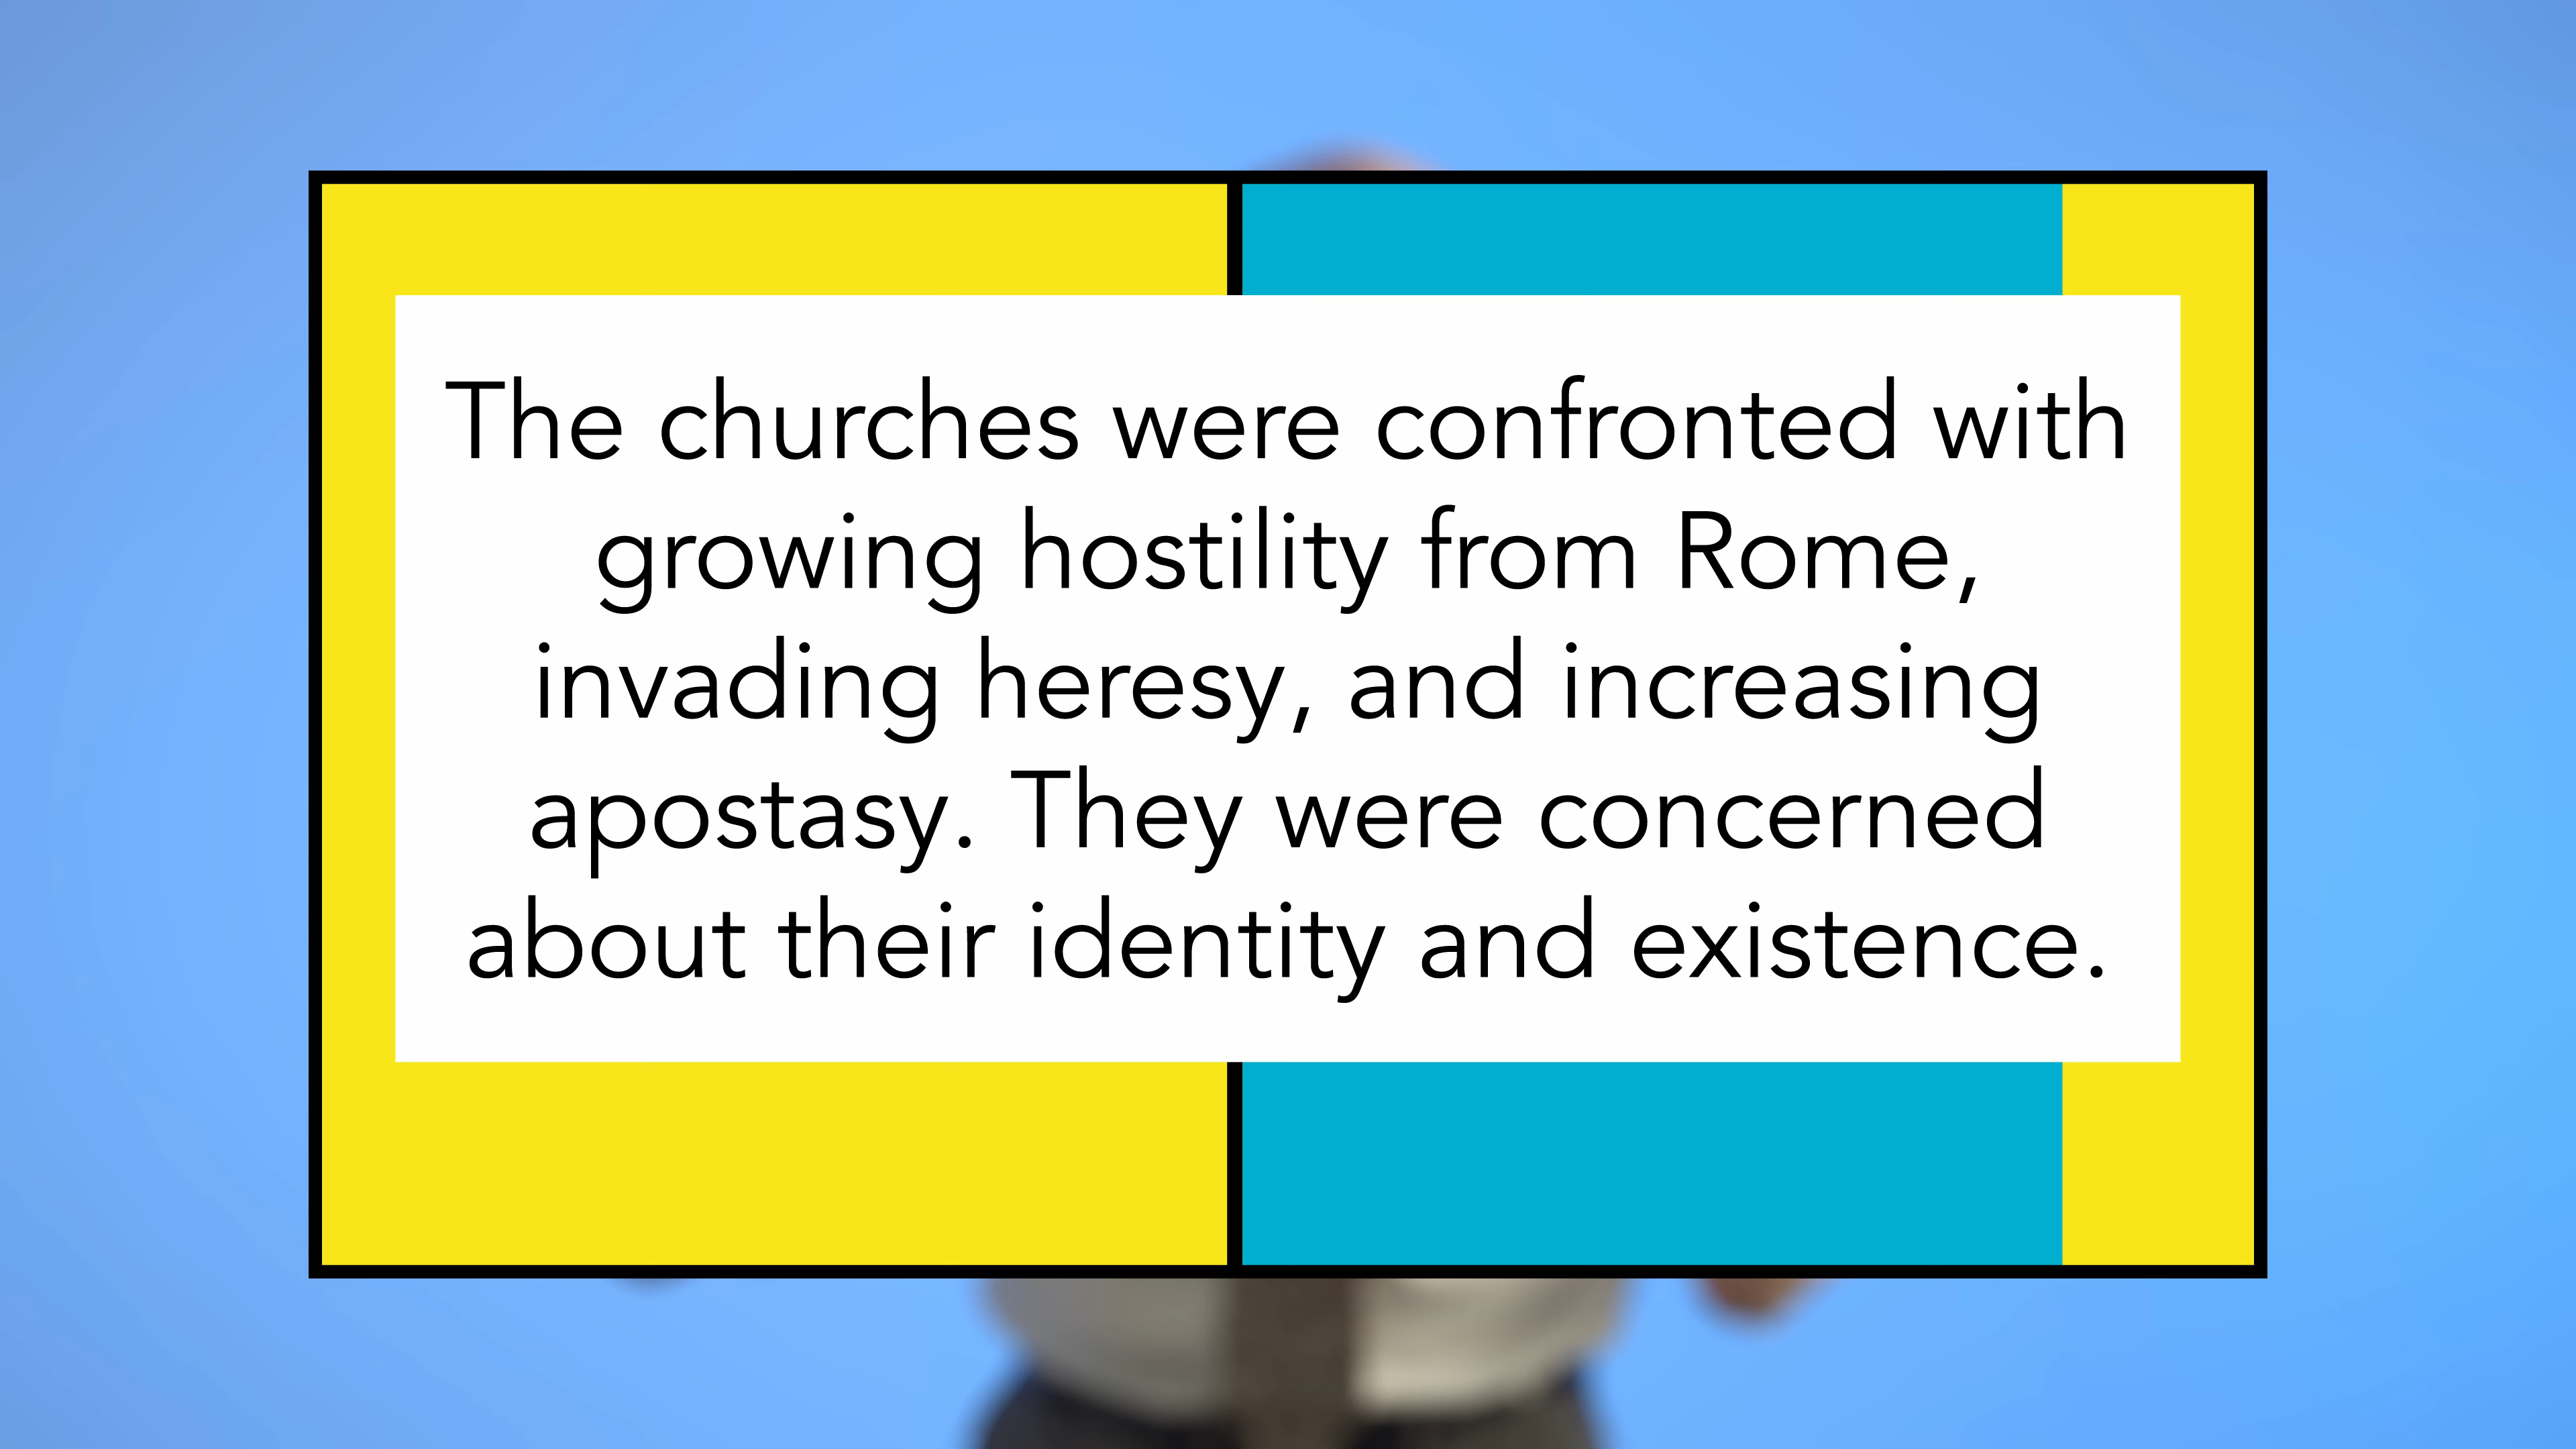 The churches were confronted with
growing hostility from Rome,
invading heresy, and increasing
apostasy. They were concerned
about their identity and existence.